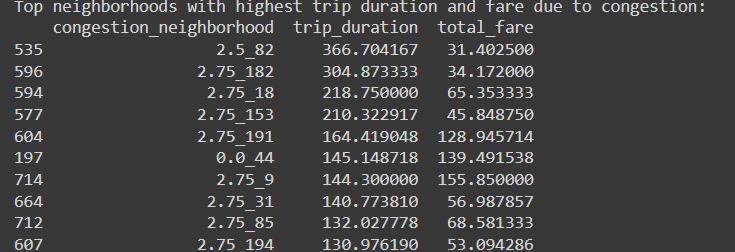 Top neighborhoods with highest trip duration and fare due to congestion:
congestion_neighborhood trip_duration total_fare
535 2.5_82 366.704167 31.402500
596 2.75_182 304.873333 34.172000
594 2.75_18 218.750000 65.353333
577 2.75_153 210.322917 45.848750
604 2.75_191 164.419048 128.945714
197 0.0_44 145.148718 139.491538
714 2.75_9 144.300000 155.850000
664 2.75_31 140.773810 56.987857
712 2.75_85 132.027778 68.581333
607 2.75_194 130.976190 53.094286